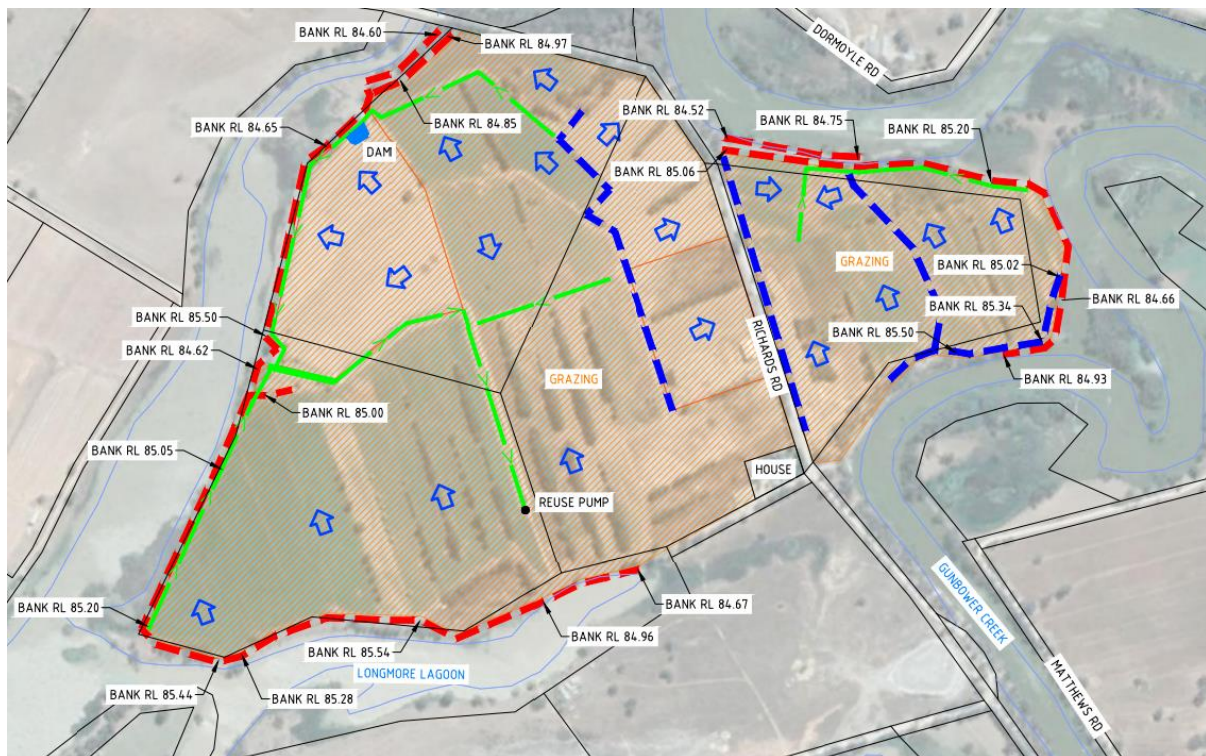 BANK RL 84.60
BANK RL 84.97
DORMOYLE RD
BANK RL 84.52
BANK RL 84.75
BANK RL 84.65
BANK RL 84.85
BANK RL 85.20
DAM1
BANK RL 85.06
GRAZING
BANK RL 85.02
BANK RL 84.66
BANK RL 85.34
BANK RL 85.50
BANK RL 85.50
RICHARDS RD
BANK RL 84.62
GRAZING
BANK RL 84.93
BANK RL 85.00
BANK RL 85.05
HOUSE
REUSE PUMP
GUNBOWER CREEK
BANK RL 85.20
BANK RL 84.67
BANK RL 84.96
BANK RL 85.54
LONGMORE LAGOON
MATTHEWS RD
BANK RL 85.44
BANK RL 85.28